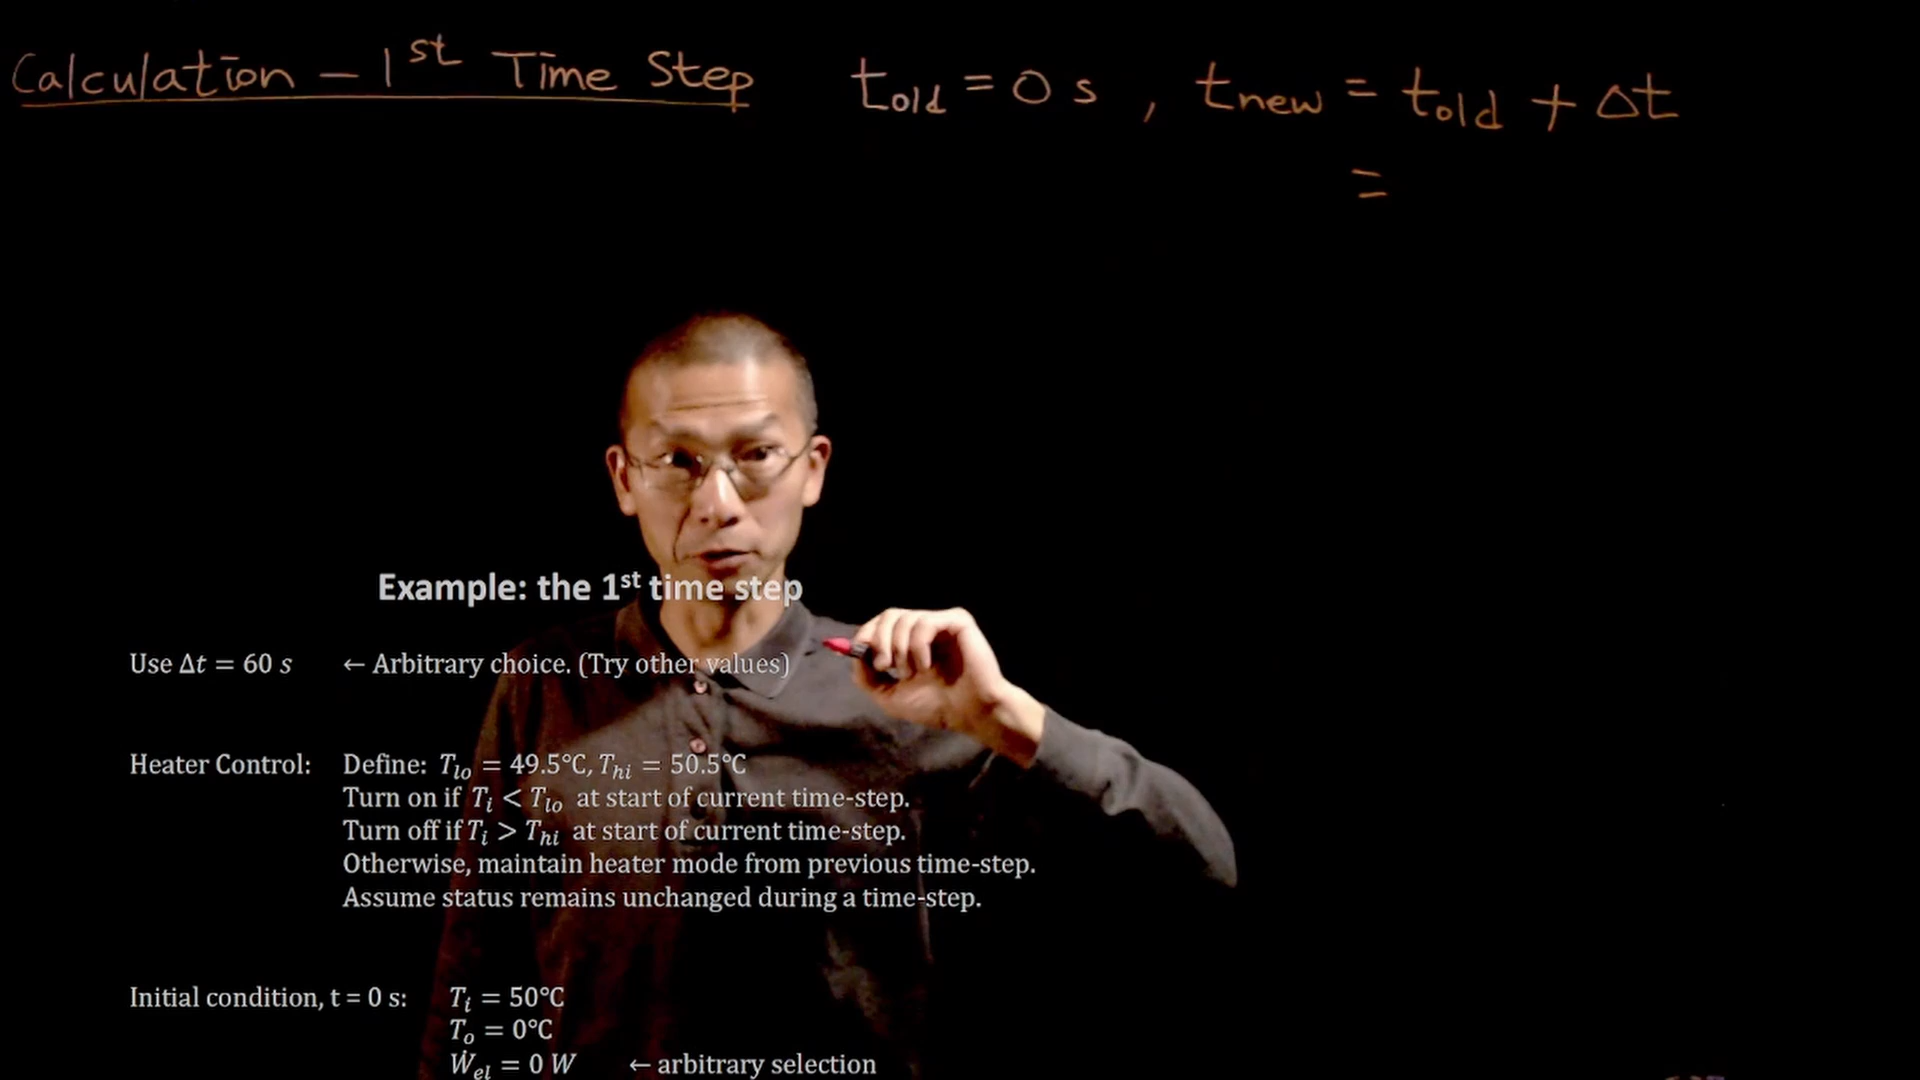 Calculation – 1st Time Step t_old = 0 s , t_new = t_old + Δt
=
Example: the 1st time step
Use Δt = 60 s ← Arbitrary choice. (Try other values)
Heater Control: Define: T_lo = 49.5°C, T_hi = 50.5°C
Turn on if T_i < T_lo at start of current time-step.
Turn off if T_i > T_hi at start of current time-step.
Otherwise, maintain heater mode from previous time-step.
Assume status remains unchanged during a time-step.
Initial condition, t = 0 s: T_i = 50°C
T_o = 0°C
Ẇ_el = 0 W ← arbitrary selection